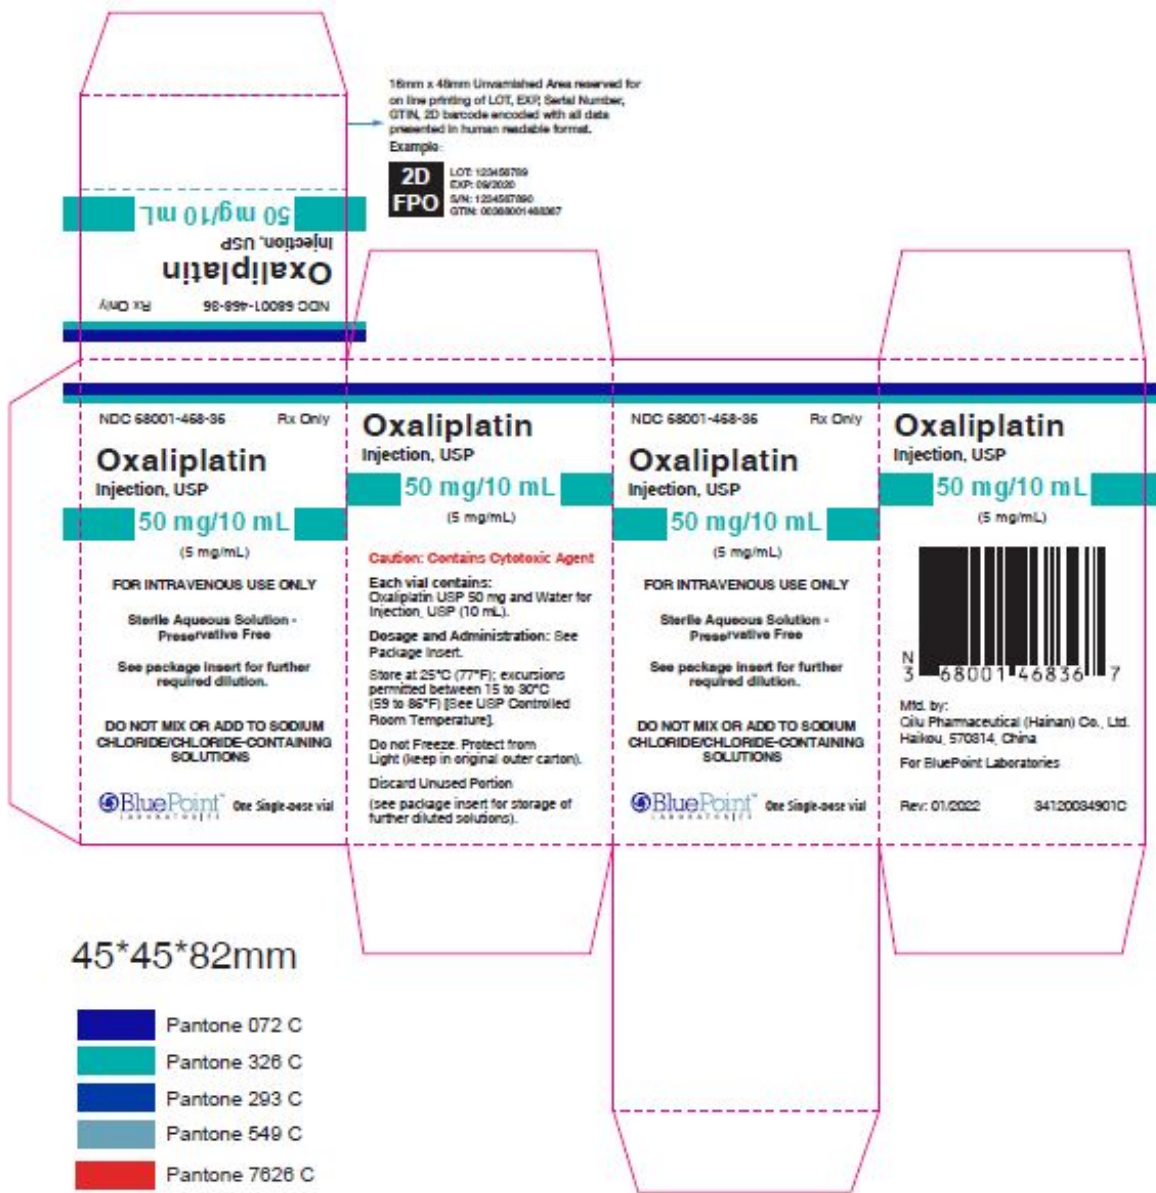 16mm x 48mm Unvarnished Area reserved for
on line printing of LOT, EXP, Serial Number,
GTIN, 2D barcode encoded with all data
presented in human readable format.
Example:
2D
FPO
LOT: 123456789
EXP: 09/2020
S/N: 1234567890
GTIN: 00368001468367
50 mg/10 mL
Injection, USP
Oxaliplatin
NDC 68001-468-36 Rx Only
NDC 68001-468-36 Rx Only
Oxaliplatin
Injection, USP
50 mg/10 mL
(5 mg/mL)
FOR INTRAVENOUS USE ONLY
Sterile Aqueous Solution -
Preservative Free
See package insert for further
required dilution.
DO NOT MIX OR ADD TO SODIUM
CHLORIDE/CHLORIDE-CONTAINING
SOLUTIONS
BluePoint™ One Single-dose vial
LABORATORIES
Oxaliplatin
Injection, USP
50 mg/10 mL
(5 mg/mL)
Caution: Contains Cytotoxic Agent
Each vial contains:
Oxaliplatin USP 50 mg and Water for
Injection, USP (10 mL).
Dosage and Administration: See
Package Insert.
Store at 25°C (77°F); excursions
permitted between 15 to 30°C
(59 to 86°F) [See USP Controlled
Room Temperature].
Do not Freeze. Protect from
Light (keep in original outer carton).
Discard Unused Portion
(see package insert for storage of
further diluted solutions).
NDC 68001-468-36 Rx Only
Oxaliplatin
Injection, USP
50 mg/10 mL
(5 mg/mL)
FOR INTRAVENOUS USE ONLY
Sterile Aqueous Solution -
Preservative Free
See package insert for further
required dilution.
DO NOT MIX OR ADD TO SODIUM
CHLORIDE/CHLORIDE-CONTAINING
SOLUTIONS
BluePoint™ One Single-dose vial
LABORATORIES
Oxaliplatin
Injection, USP
50 mg/10 mL
(5 mg/mL)
N
3 68001 46836 7
Mfd. by:
Qilu Pharmaceutical (Hainan) Co., Ltd.
Haikou, 570314, China
For BluePoint Laboratories
Rev: 01/2022 34120034901C
45*45*82mm
Pantone 072 C
Pantone 326 C
Pantone 293 C
Pantone 549 C
Pantone 7626 C